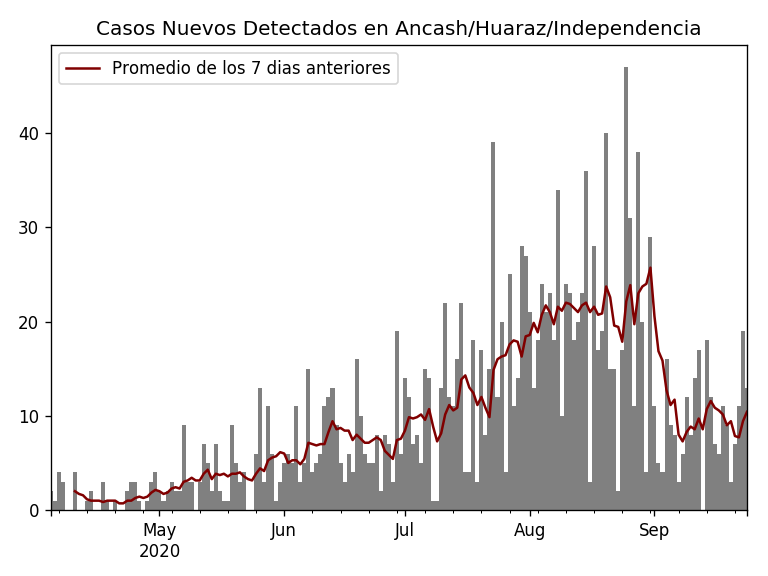 Casos Nuevos Detectados en Ancash/Huaraz/Independencia
Promedio de los 7 dias anteriores
40
30
20
10
0
May Jun Jul Aug Sep
2020